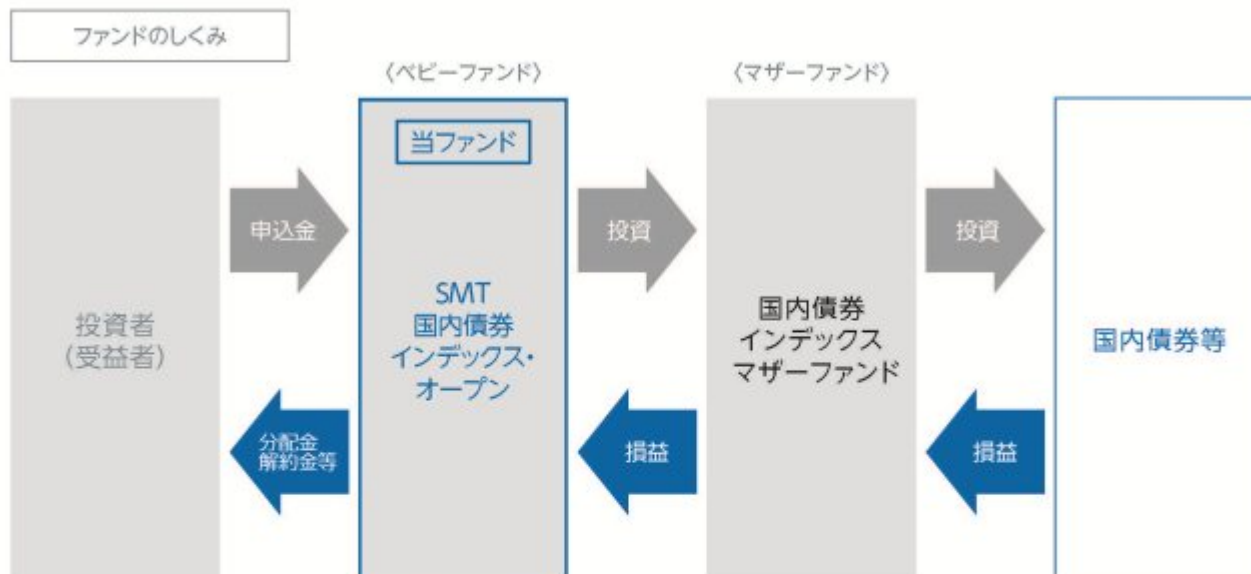 ファンドのしくみ
〈ベビーファンド〉
〈マザーファンド〉
投資者
(受益者)
申込金
分配金
解約金等
当ファンド
SMT
国内債券
インデックス・
オープン
投資
損益
国内債券
インデックス
マザーファンド
投資
損益
国内債券等